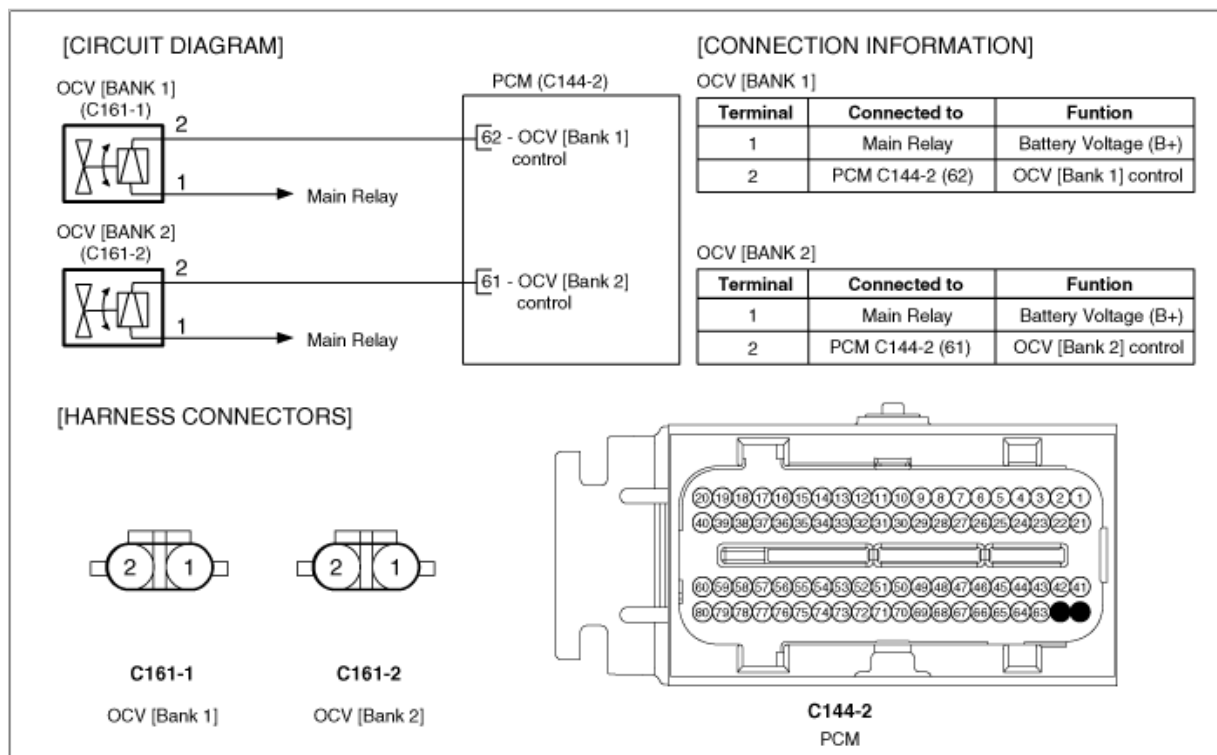 [CIRCUIT DIAGRAM]
OCV [BANK 1]
(C161-1)
2
1
Main Relay
PCM (C144-2)
62 - OCV [Bank 1]
control
OCV [BANK 2]
(C161-2)
2
1
Main Relay
61 - OCV [Bank 2]
control
[CONNECTION INFORMATION]
OCV [BANK 1]
Terminal Connected to Funtion
1 Main Relay Battery Voltage (B+)
2 PCM C144-2 (62) OCV [Bank 1] control
OCV [BANK 2]
Terminal Connected to Funtion
1 Main Relay Battery Voltage (B+)
2 PCM C144-2 (61) OCV [Bank 2] control
[HARNESS CONNECTORS]
2 1
C161-1
OCV [Bank 1]
2 1
C161-2
OCV [Bank 2]
20 19 18 17 16 15 14 13 12 11 10 9 8 7 6 5 4 3 2 1
40 39 38 37 36 35 34 33 32 31 30 29 28 27 26 25 24 23 22 21
60 59 58 57 56 55 54 53 52 51 50 49 48 47 46 45 44 43 42 41
80 79 78 77 76 75 74 73 72 71 70 69 68 67 66 65 64 63
C144-2
PCM